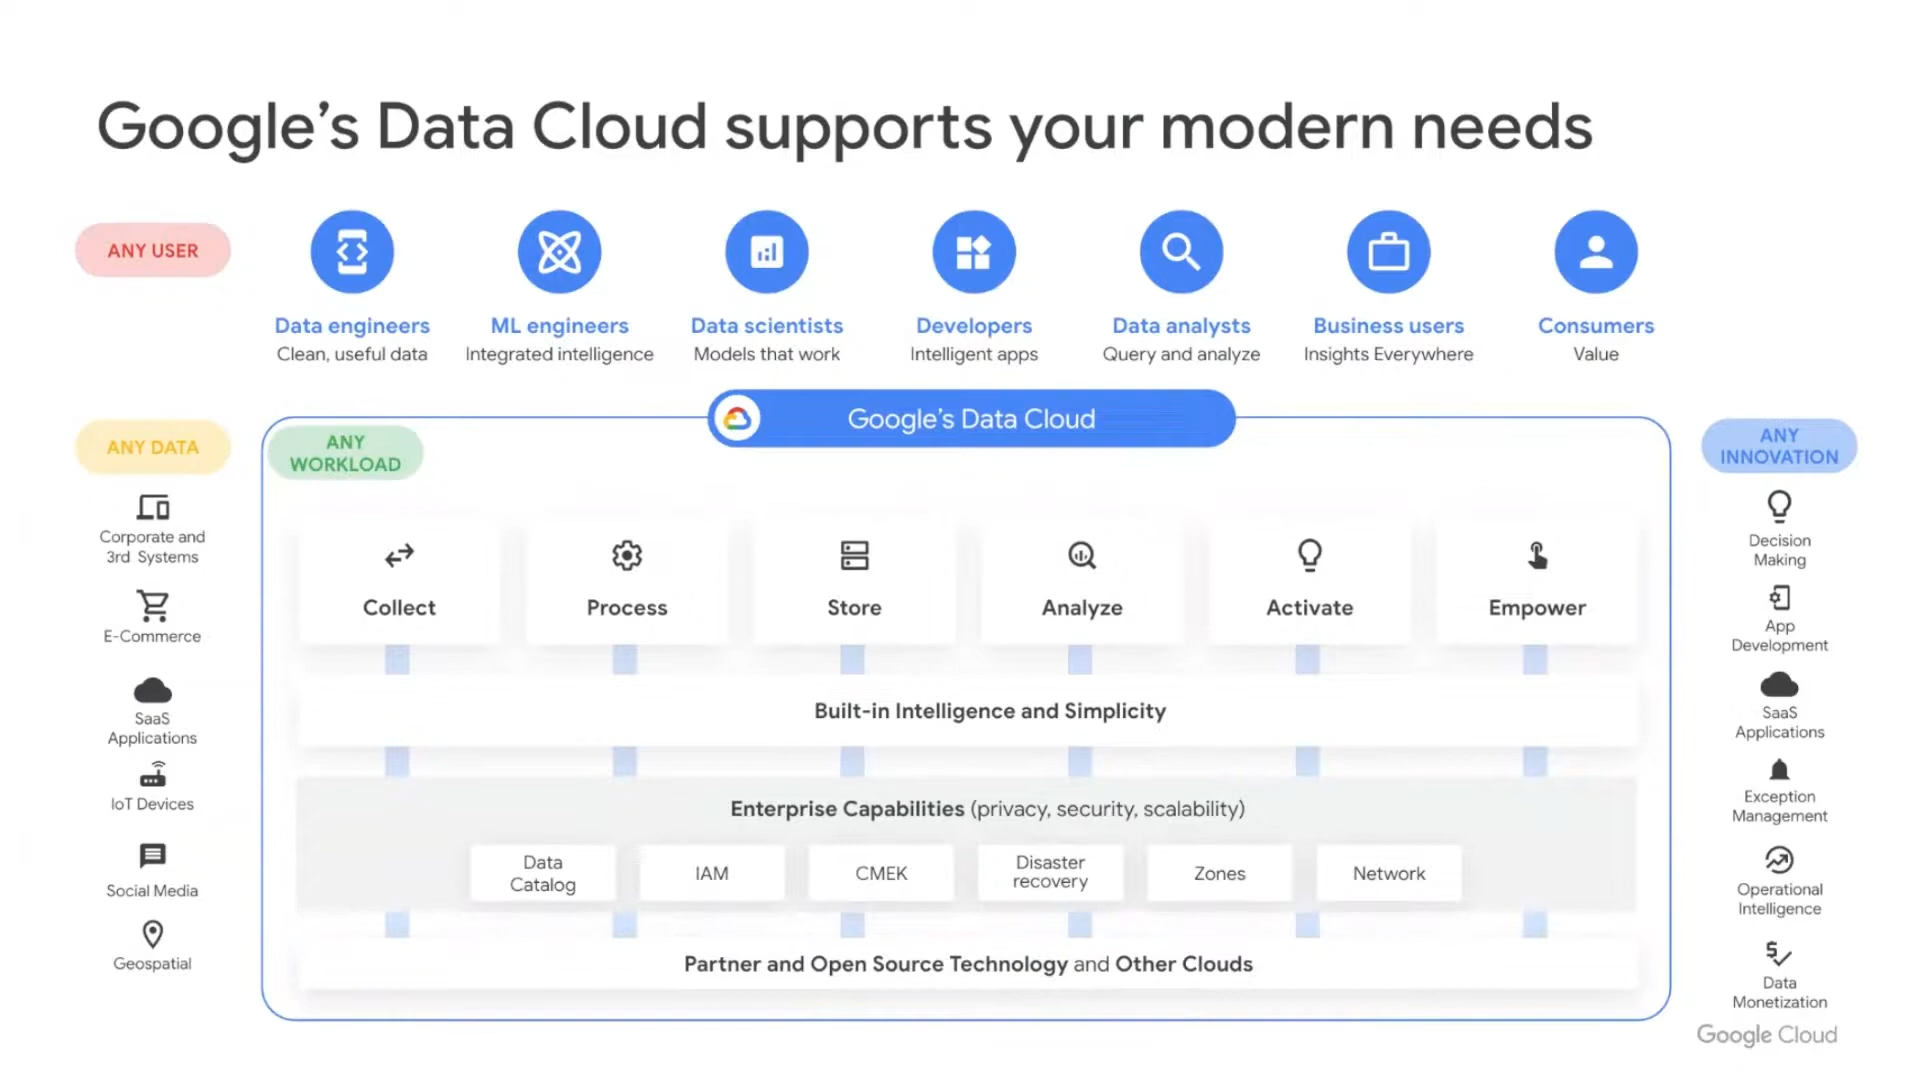 Google's Data Cloud supports your modern needs
ANY USER
Data engineers
Clean, useful data
ML engineers
Integrated intelligence
Data scientists
Models that work
Developers
Intelligent apps
Data analysts
Query and analyze
Business users
Insights Everywhere
Consumers
Value
Google's Data Cloud
ANY DATA
Corporate and
3rd Systems
E-Commerce
SaaS
Applications
IoT Devices
Social Media
Geospatial
ANY
WORKLOAD
Collect
Process
Store
Analyze
Activate
Empower
Built-in Intelligence and Simplicity
Enterprise Capabilities (privacy, security, scalability)
Data
Catalog
IAM
CMEK
Disaster
recovery
Zones
Network
Partner and Open Source Technology and Other Clouds
ANY
INNOVATION
Decision
Making
App
Development
SaaS
Applications
Exception
Management
Operational
Intelligence
Data
Monetization
Google Cloud